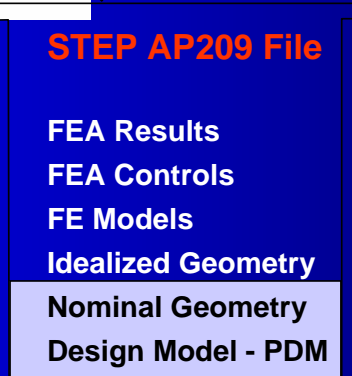 STEP AP209 File
FEA Results
FEA Controls
FE Models
Idealized Geometry
Nominal Geometry
Design Model - PDM